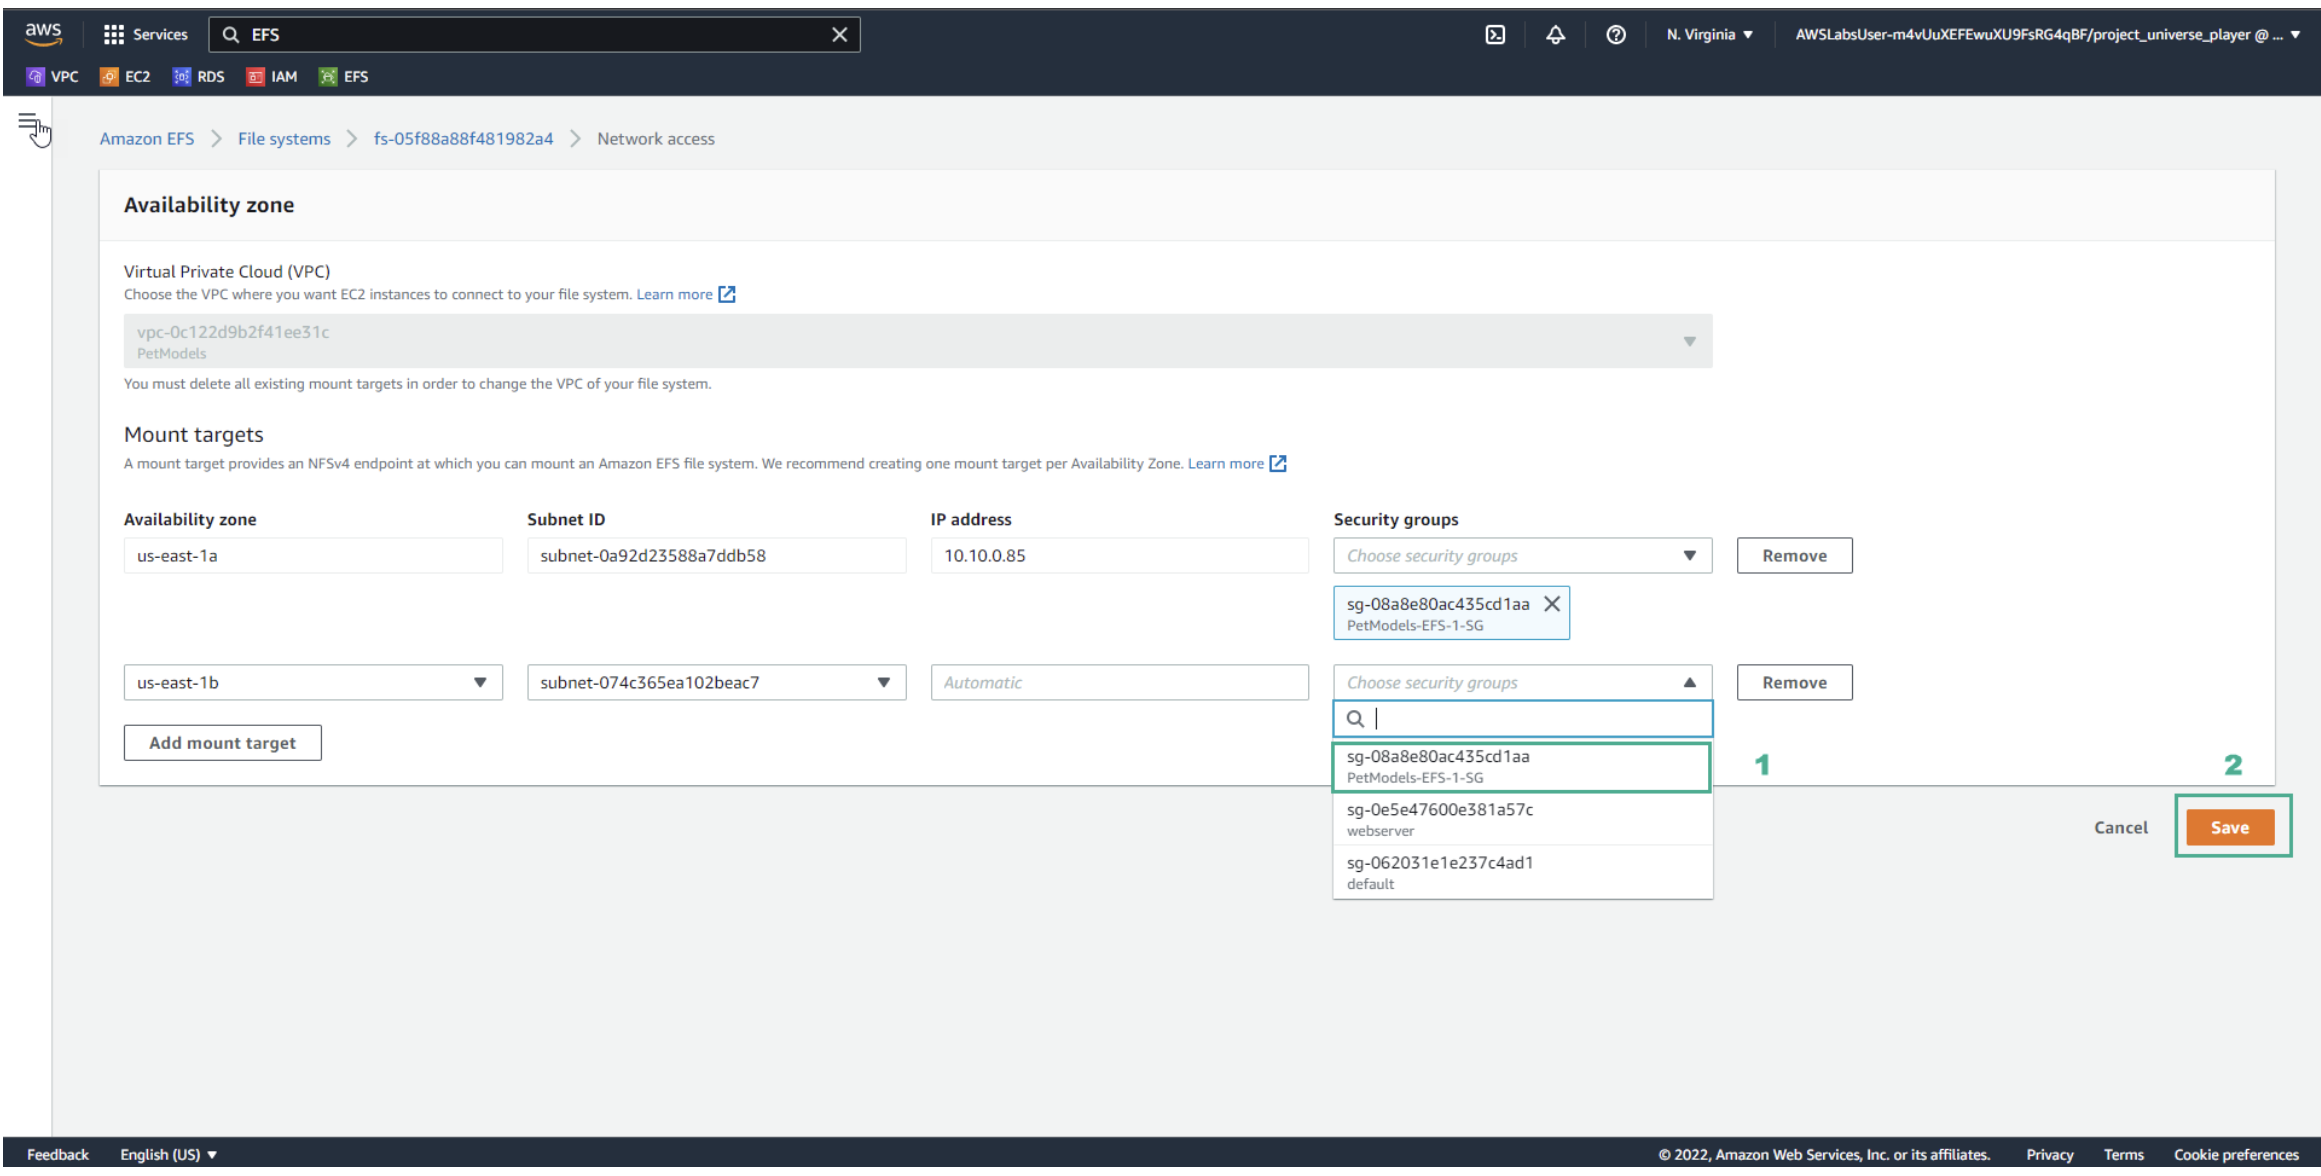 aws Services EFS N. Virginia ▼ AWSLabsUser-m4vUuXEFEwuXU9FsRG4qBF/project_universe_player @ ... ▼
VPC EC2 RDS IAM EFS
Amazon EFS > File systems > fs-05f88a88f481982a4 > Network access
Availability zone
Virtual Private Cloud (VPC)
Choose the VPC where you want EC2 instances to connect to your file system. Learn more
vpc-0c122d9b2f41ee31c
PetModels
You must delete all existing mount targets in order to change the VPC of your file system.
Mount targets
A mount target provides an NFSv4 endpoint at which you can mount an Amazon EFS file system. We recommend creating one mount target per Availability Zone. Learn more
Availability zone Subnet ID IP address Security groups
us-east-1a subnet-0a92d23588a7ddb58 10.10.0.85 Choose security groups Remove
sg-08a8e80ac435cd1aa
PetModels-EFS-1-SG
us-east-1b subnet-074c365ea102beac7 Automatic Choose security groups Remove
Add mount target
sg-08a8e80ac435cd1aa
PetModels-EFS-1-SG
1 2
sg-0e5e47600e381a57c
webserver
Cancel Save
sg-062031e1e237c4ad1
default
Feedback English (US) ▼ © 2022, Amazon Web Services, Inc. or its affiliates. Privacy Terms Cookie preferences